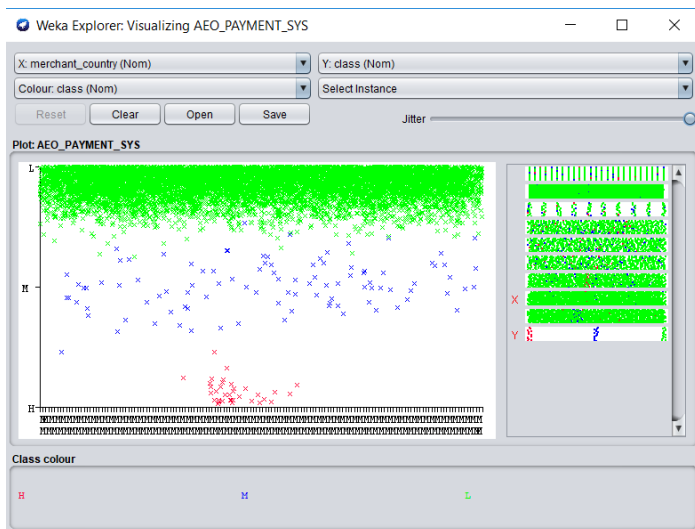 Weka Explorer: Visualizing AEO_PAYMENT_SYS
X: merchant_country (Nom)
Y: class (Nom)
Colour: class (Nom)
Select Instance
Reset
Clear
Open
Save
Jitter
Plot: AEO_PAYMENT_SYS
L
M
H
X
Y
Class colour
H
M
L